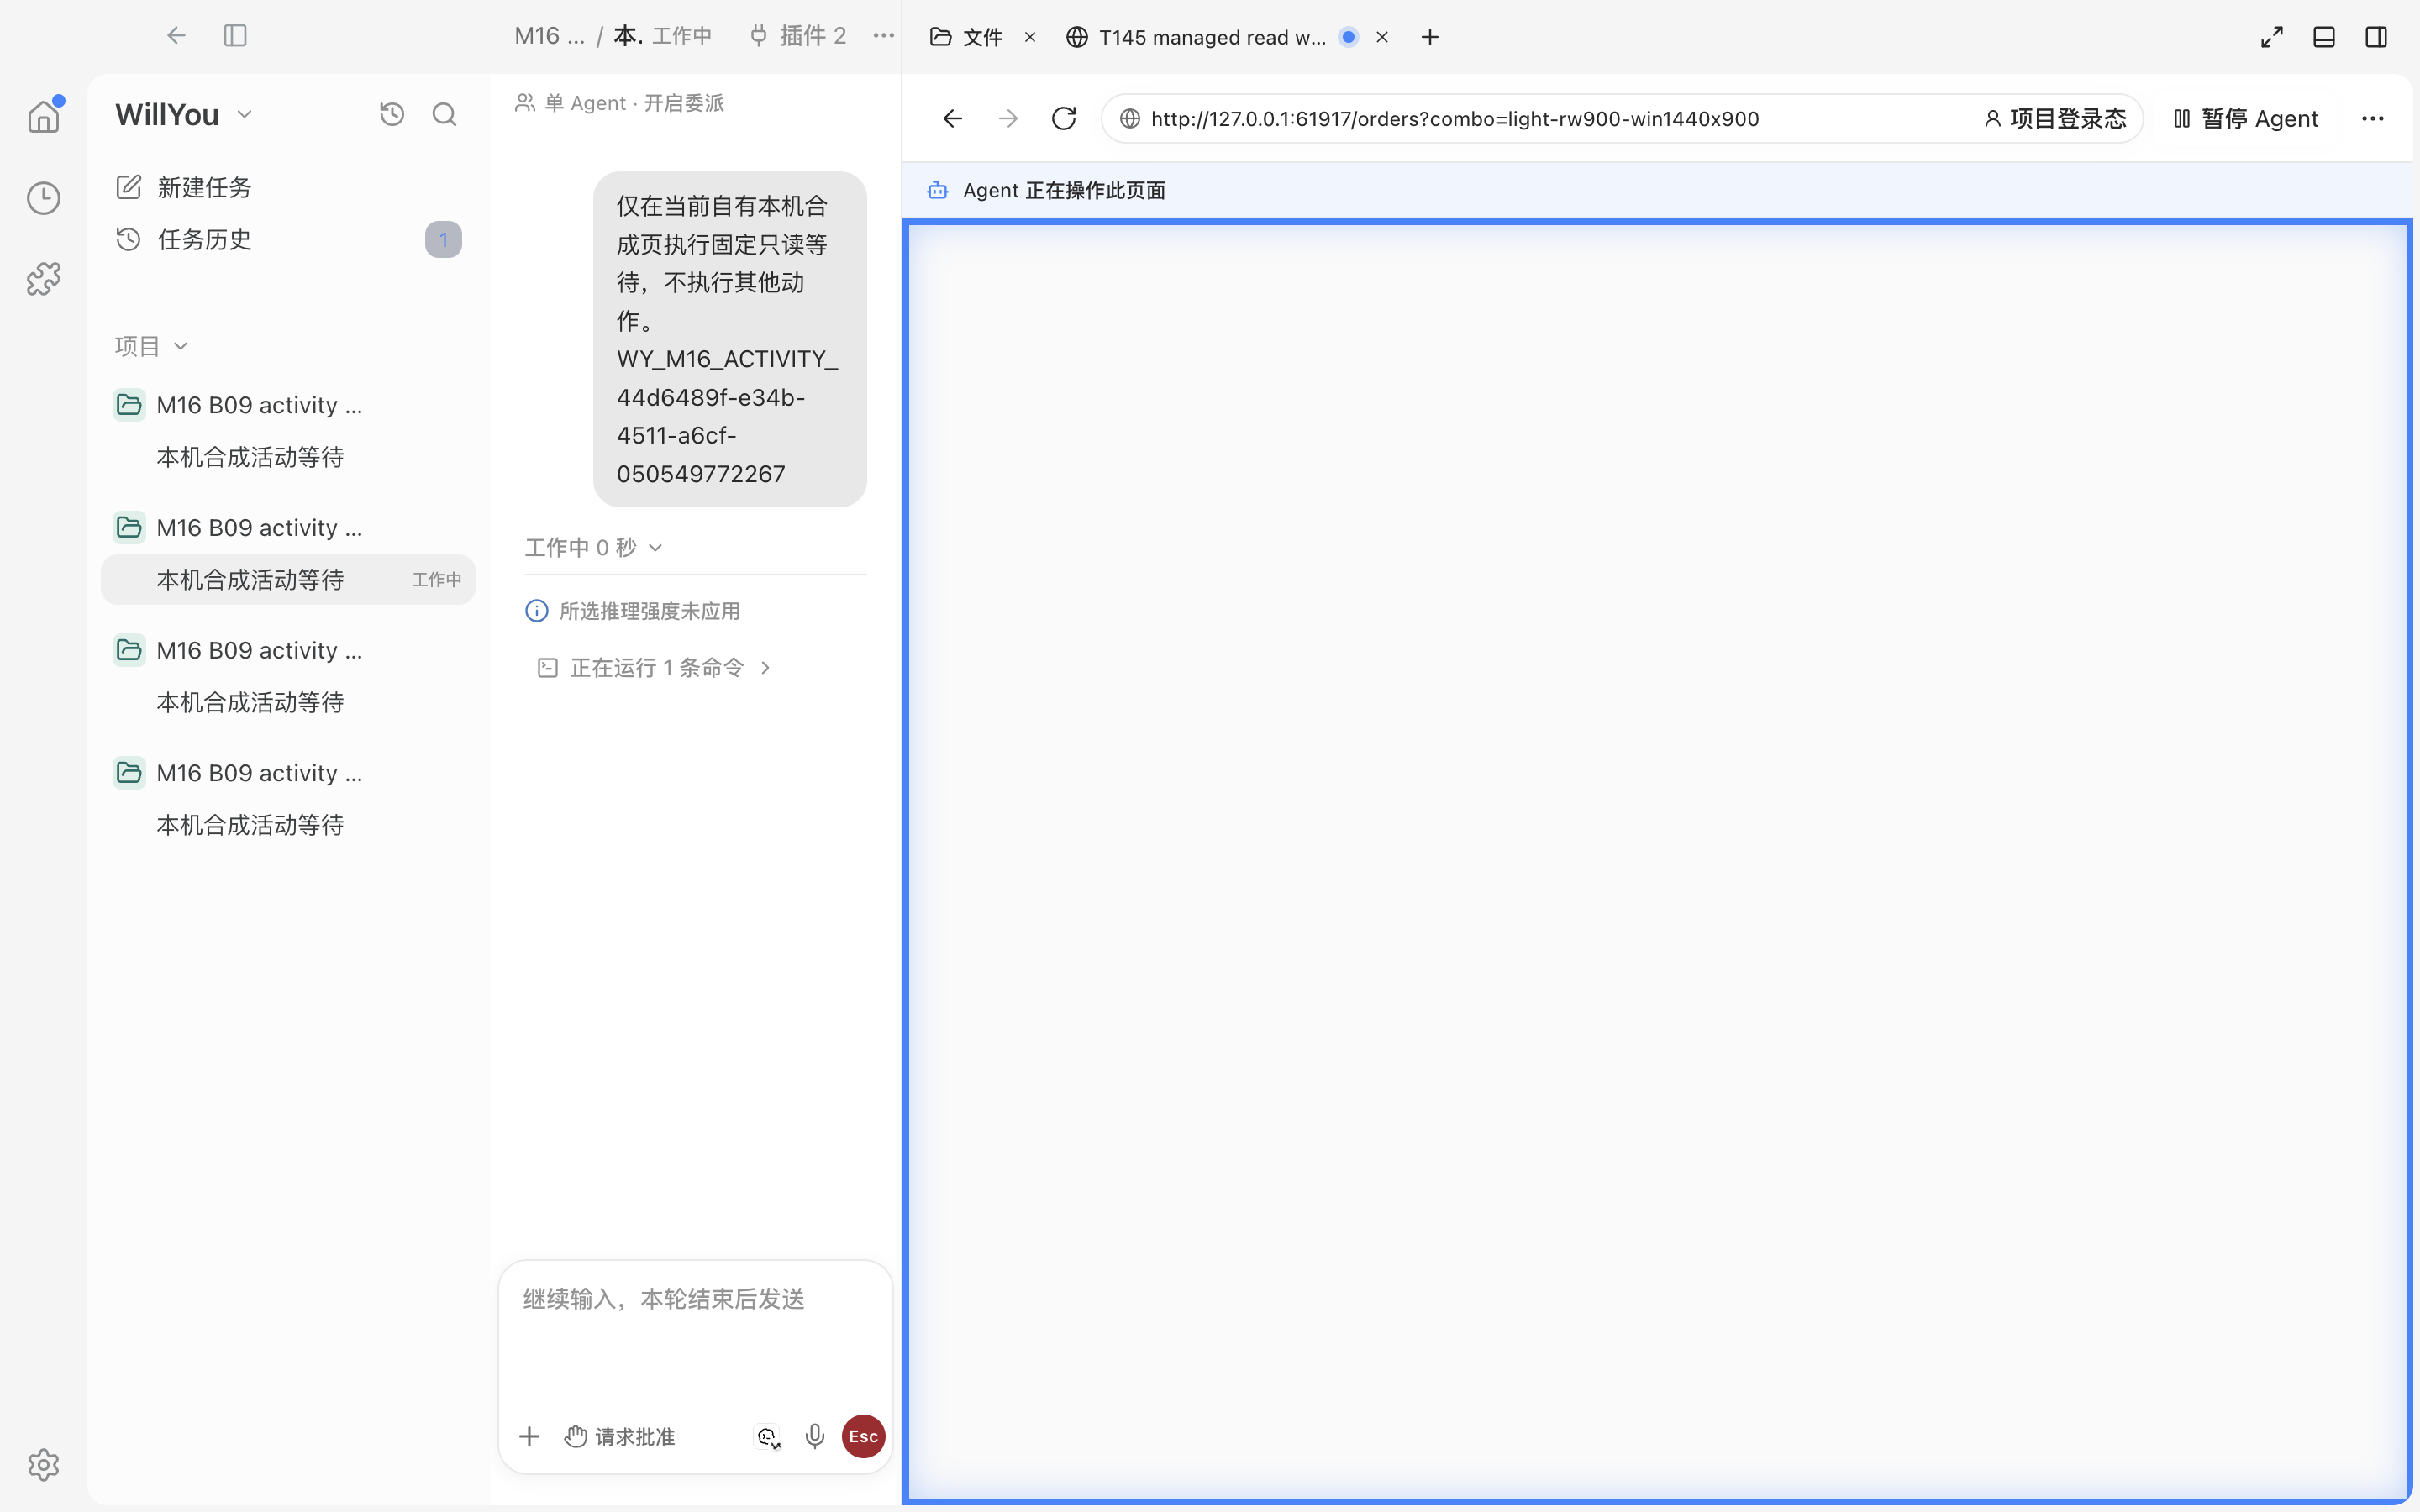 M16 ... / 本. 工作中 插件 2
文件
T145 managed read w...
WillYou
新建任务
任务历史 1
项目
M16 B09 activity ...
本机合成活动等待
M16 B09 activity ...
本机合成活动等待 工作中
M16 B09 activity ...
本机合成活动等待
M16 B09 activity ...
本机合成活动等待
单 Agent · 开启委派
仅在当前自有本机合
成页执行固定只读等
待，不执行其他动
作。
WY_M16_ACTIVITY_
44d6489f-e34b-
4511-a6cf-
050549772267
工作中 0 秒
所选推理强度未应用
正在运行 1 条命令
继续输入，本轮结束后发送
请求批准
Esc
http://127.0.0.1:61917/orders?combo=light-rw900-win1440x900
项目登录态
暂停 Agent
Agent 正在操作此页面